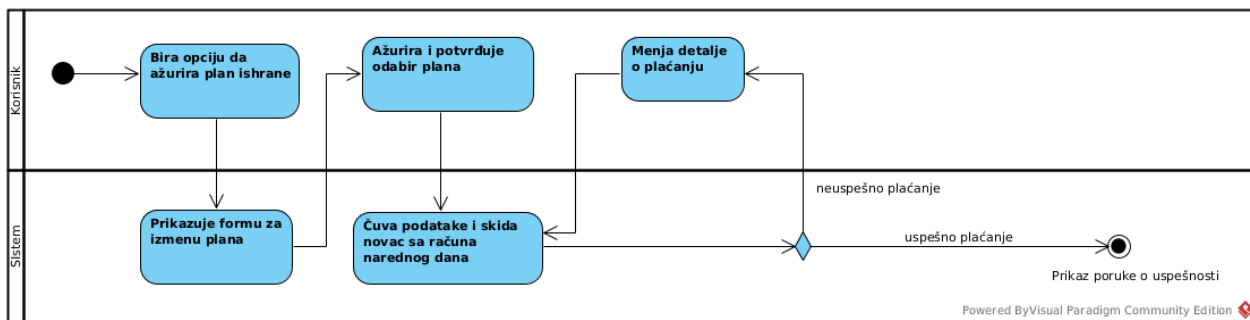 Korisnik
Bira opciju da
ažurira plan ishrane
Ažurira i potvrđuje
odabir plana
Menja detalje
o plaćanju
SIstem
Prikazuje formu za
izmenu plana
Čuva podatake i skida
novac sa računa
narednog dana
neuspešno plaćanje
uspešno plaćanje
Prikaz poruke o uspešnosti
Powered ByVisual Paradigm Community Edition